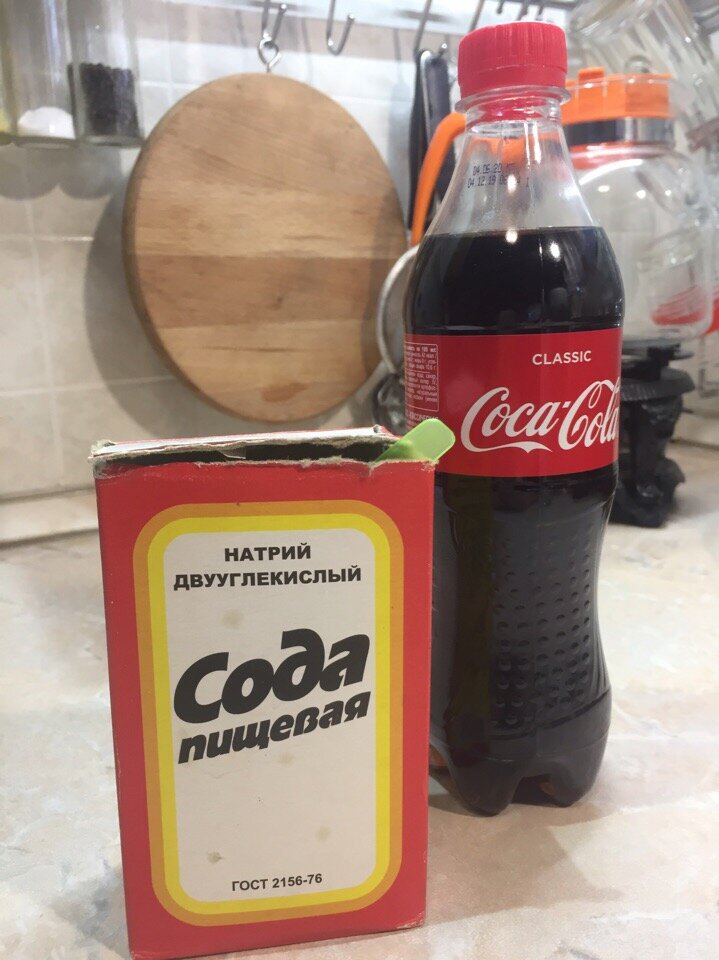 НАТРИЙ
ДВУУГЛЕКИСЛЫЙ
Сода
пищевая
ГОСТ 2156-76
CLASSIC
Coca-Cola